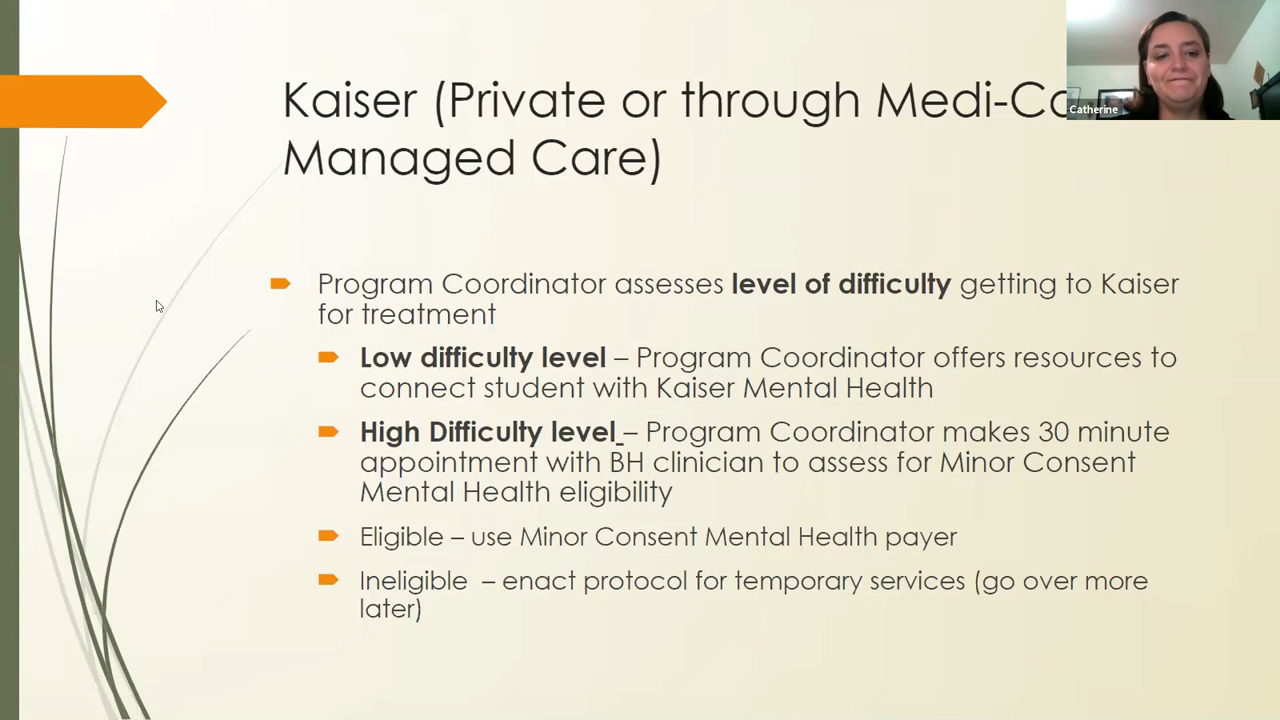 Kaiser (Private or through Medi-Ca
Managed Care)
Catherine
Program Coordinator assesses level of difficulty getting to Kaiser
for treatment
Low difficulty level – Program Coordinator offers resources to
connect student with Kaiser Mental Health
High Difficulty level – Program Coordinator makes 30 minute
appointment with BH clinician to assess for Minor Consent
Mental Health eligibility
Eligible – use Minor Consent Mental Health payer
Ineligible – enact protocol for temporary services (go over more
later)